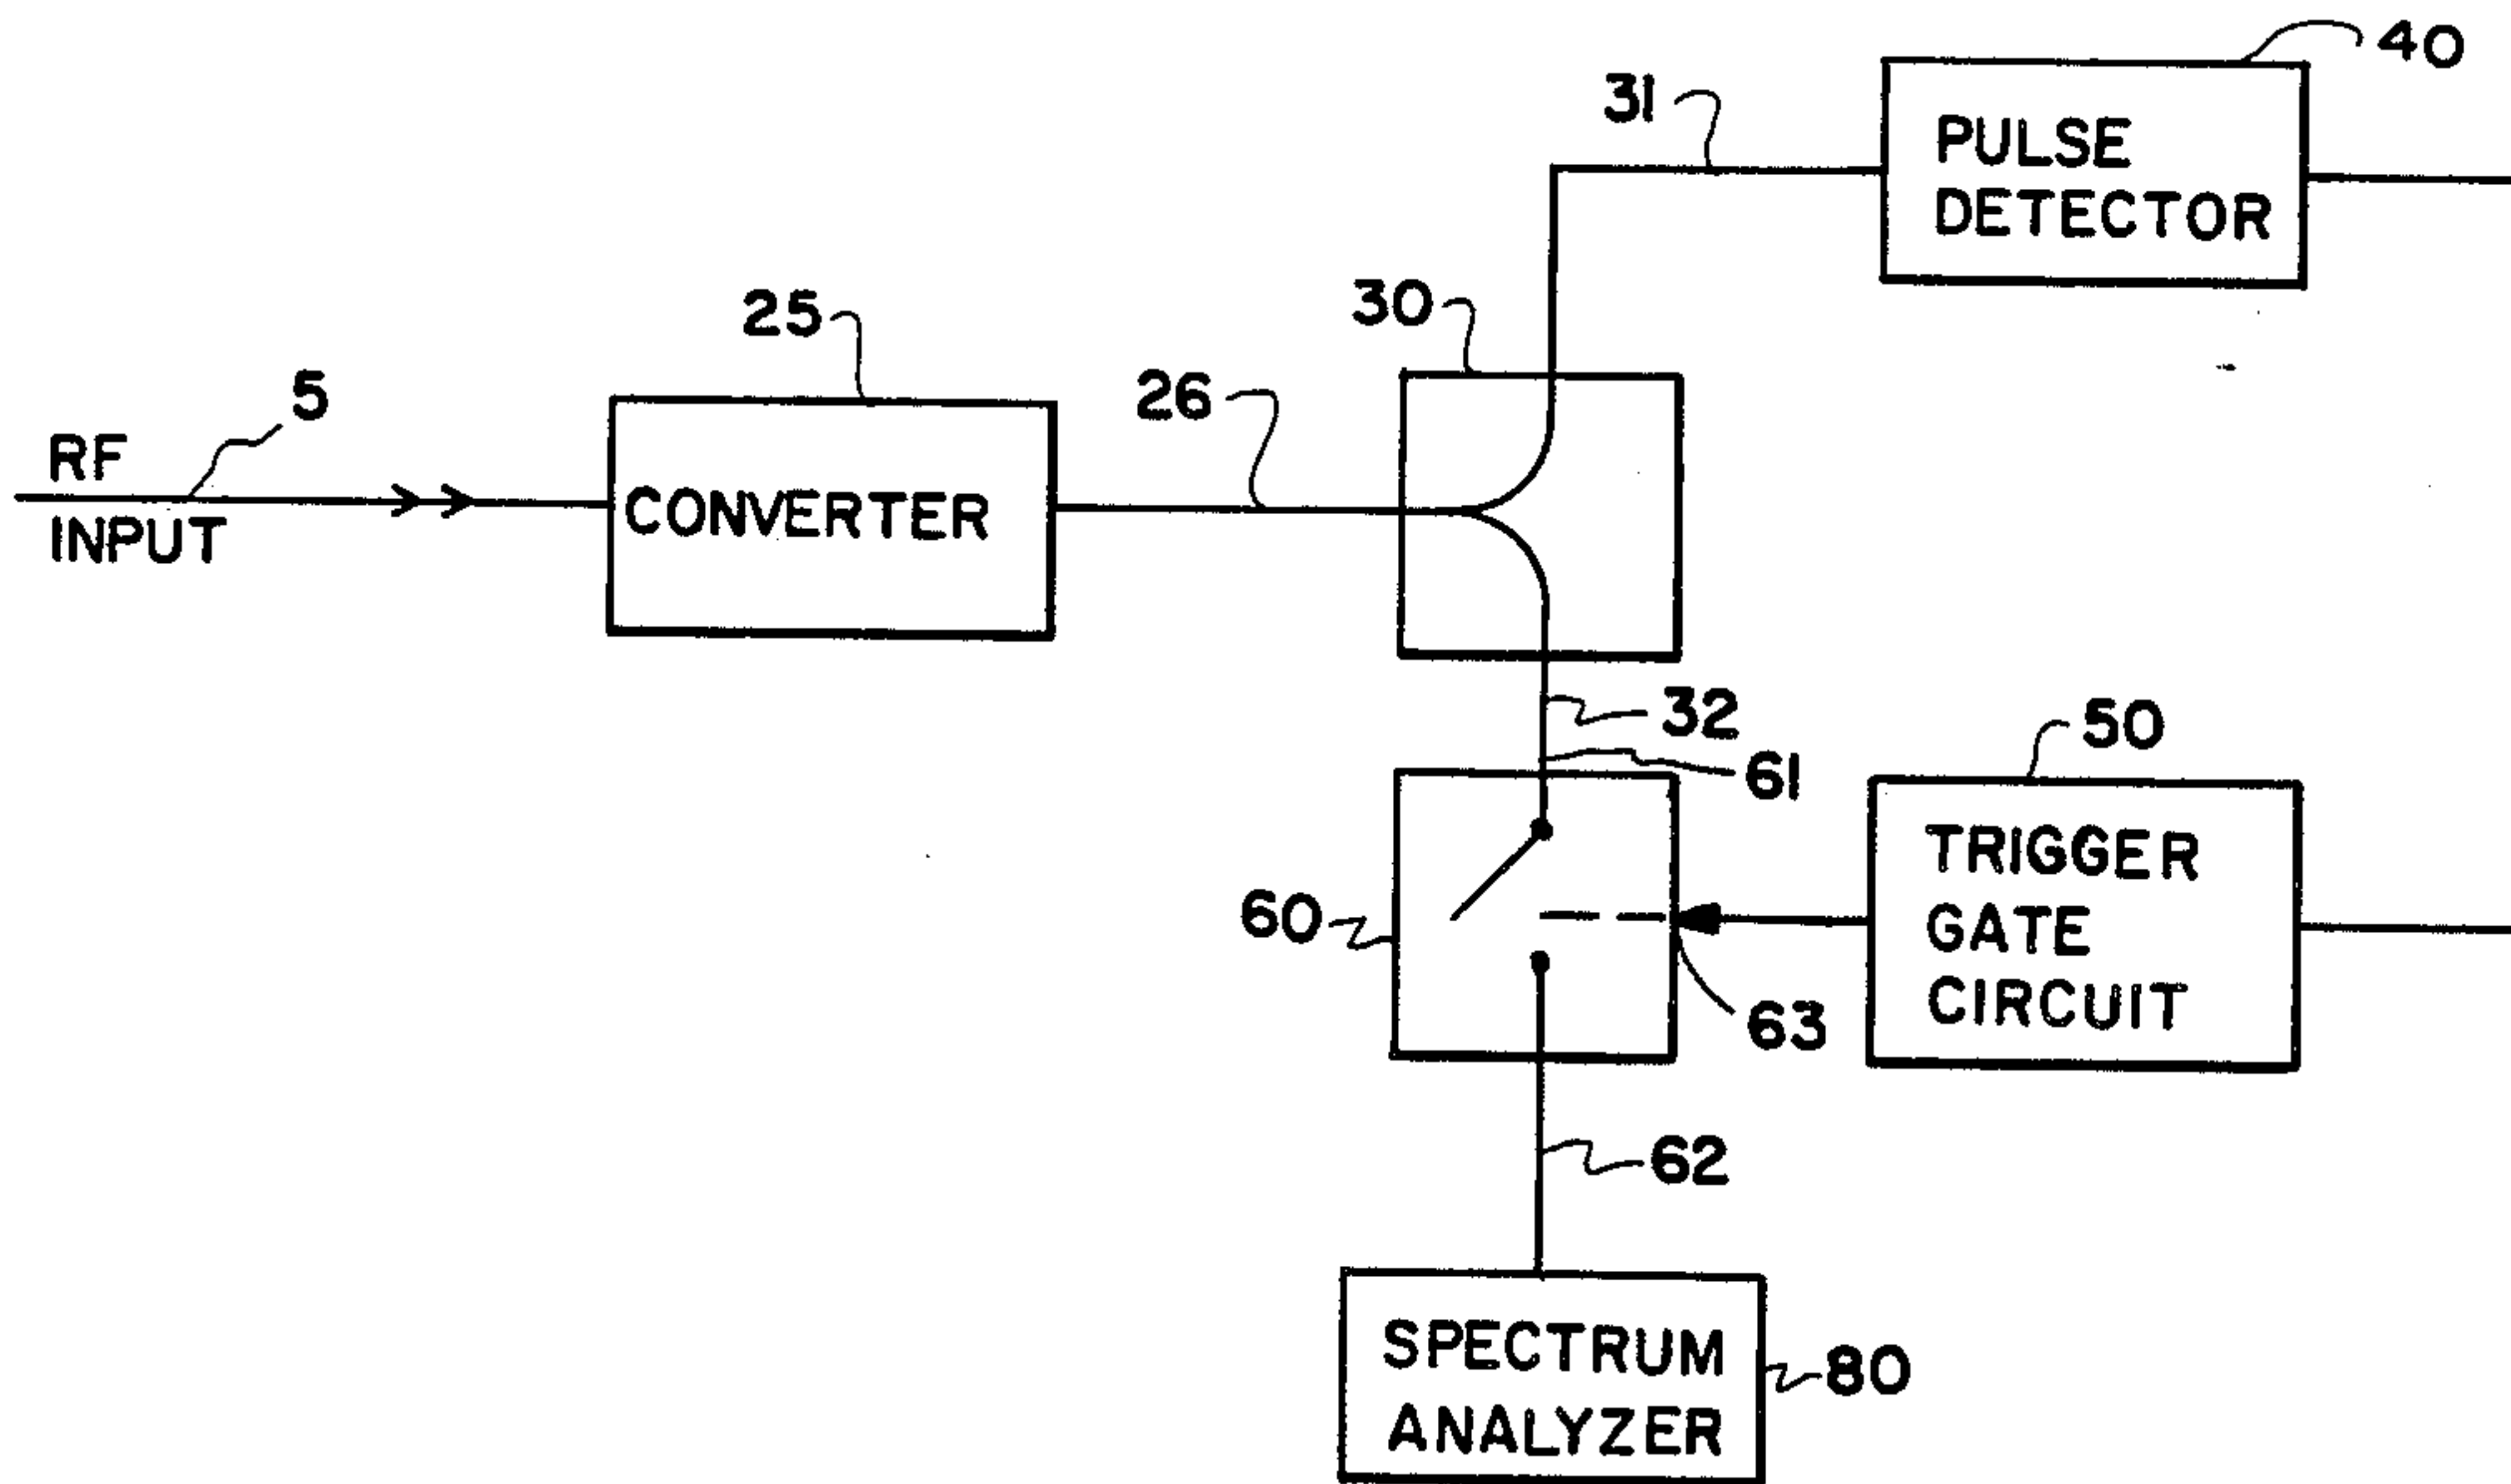 40
31
PULSE
DETECTOR
25
30
26
5
RF
INPUT
CONVERTER
32
61
50
TRIGGER
GATE
CIRCUIT
60
63
62
SPECTRUM
ANALYZER
80